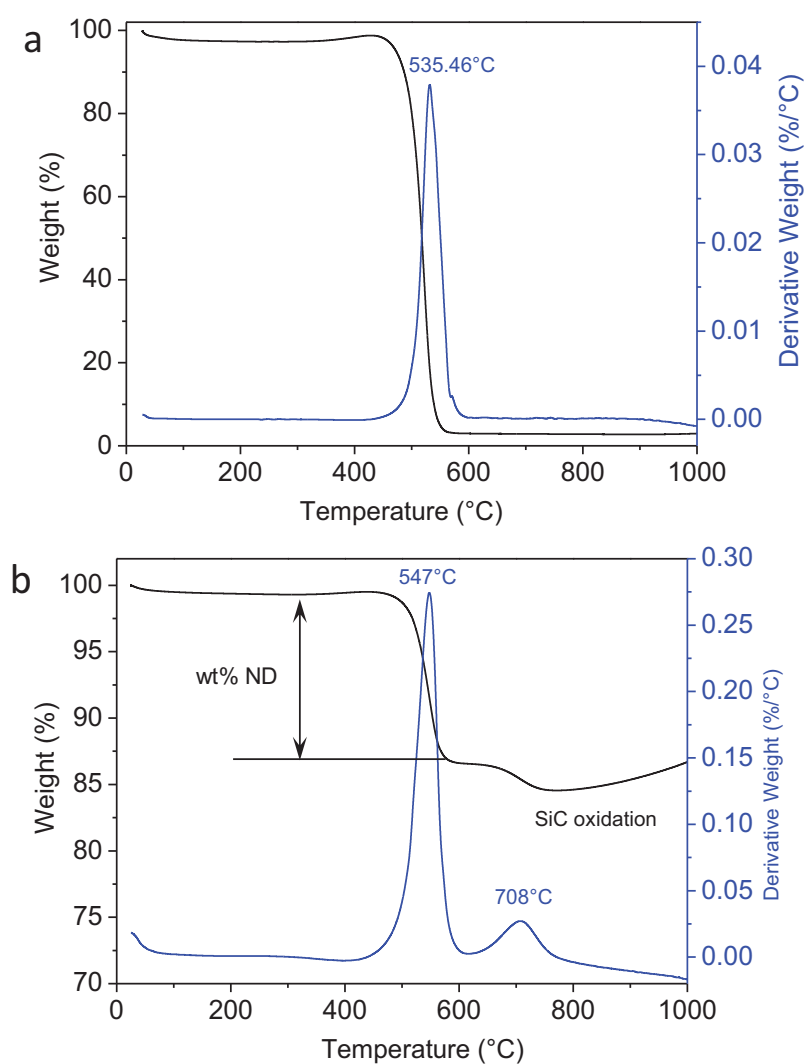 a
535.46°C
100
80
60
40
20
0
Weight (%)
0.04
0.03
0.02
0.01
0.00
Derivative Weight (%/°C)
0 200 400 600 800 1000
Temperature (°C)
b
547°C
wt% ND
708°C
SiC oxidation
100
95
90
85
80
75
70
Weight (%)
0.30
0.25
0.20
0.15
0.10
0.05
0.00
Derivative Weight (%/°C)
0 200 400 600 800 1000
Temperature (°C)